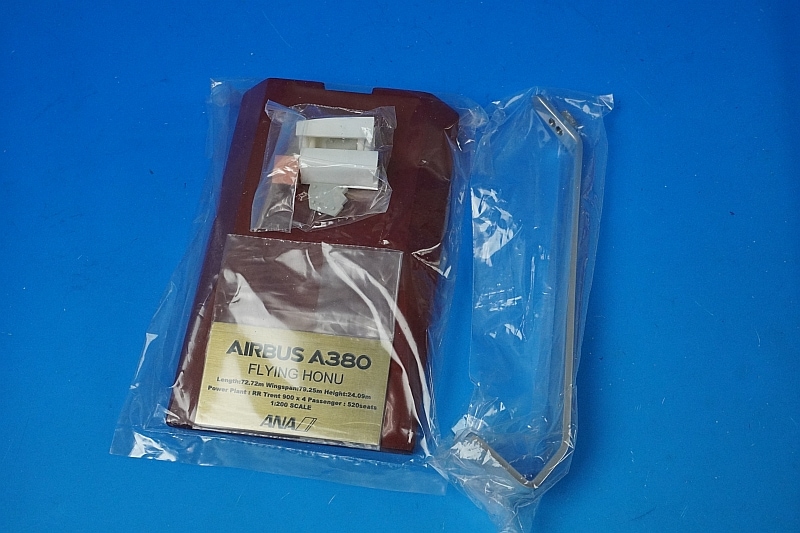 AIRBUS A380
FLYING HONU
Length:72.72m Wingspan:79.25m Height:24.09m
Power Plant : RR Trent 900 x 4 Passenger : 520seats
1:200 SCALE
ANA